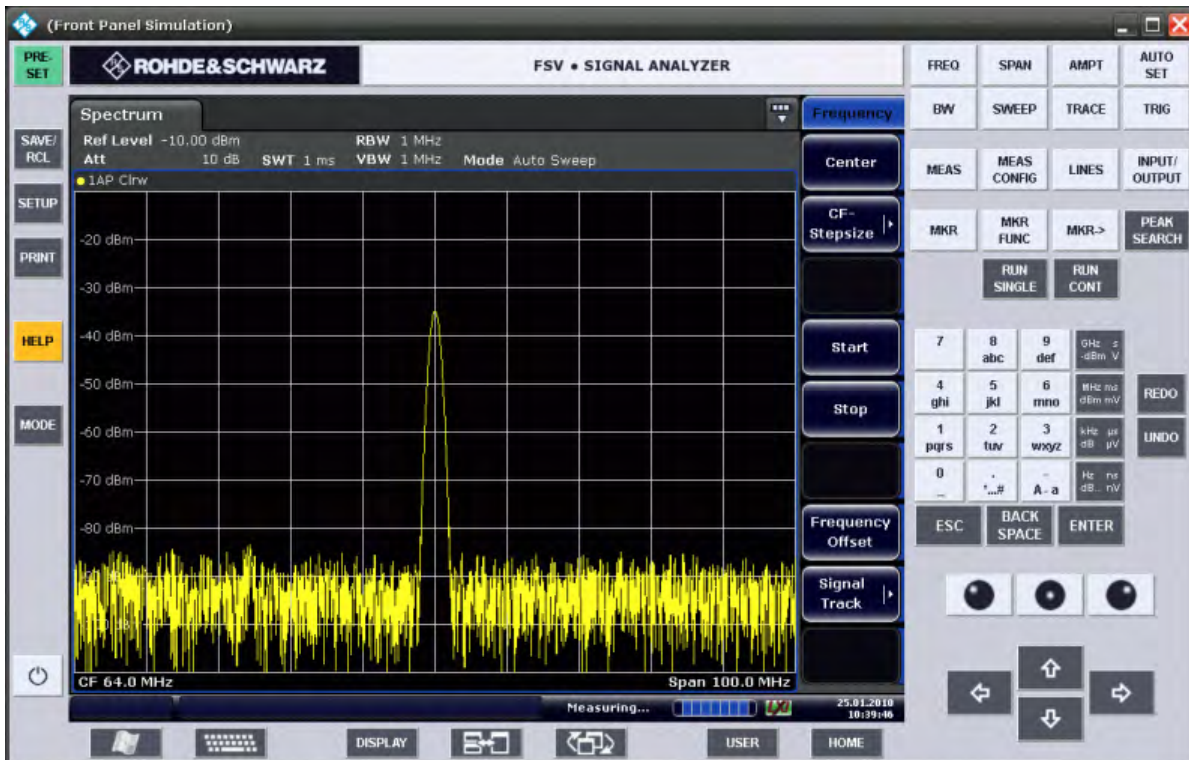 (Front Panel Simulation)
PRE-
SET
ROHDE&SCHWARZ
FSV • SIGNAL ANALYZER
FREQ
SPAN
AMPT
AUTO
SET
BW
SWEEP
TRACE
TRIG
MEAS
MEAS
CONFIG
LINES
INPUT/
OUTPUT
MKR
MKR
FUNC
MKR->
PEAK
SEARCH
RUN
SINGLE
RUN
CONT
SAVE/
RCL
SETUP
PRINT
HELP
MODE
Spectrum
Ref Level -10.00 dBm RBW 1 MHz
Att 10 dB SWT 1 ms VBW 1 MHz Mode Auto Sweep
1AP Clrw
-20 dBm
-30 dBm
-40 dBm
-50 dBm
-60 dBm
-70 dBm
-80 dBm
CF 64.0 MHz Span 100.0 MHz
Measuring...
25.01.2010
10:39:46
Frequency
Center
CF-
Stepsize
Start
Stop
Frequency
Offset
Signal
Track
7
8
abc
9
def
GHz s
-dBm V
4
ghi
5
jkl
6
mno
MHz ms
dBm mV
REDO
1
pqrs
2
tuv
3
wxyz
kHz µs
dB µV
UNDO
0
_
.
*...#
-
A-a
Hz ns
dB... nV
ESC
BACK
SPACE
ENTER
DISPLAY
USER
HOME